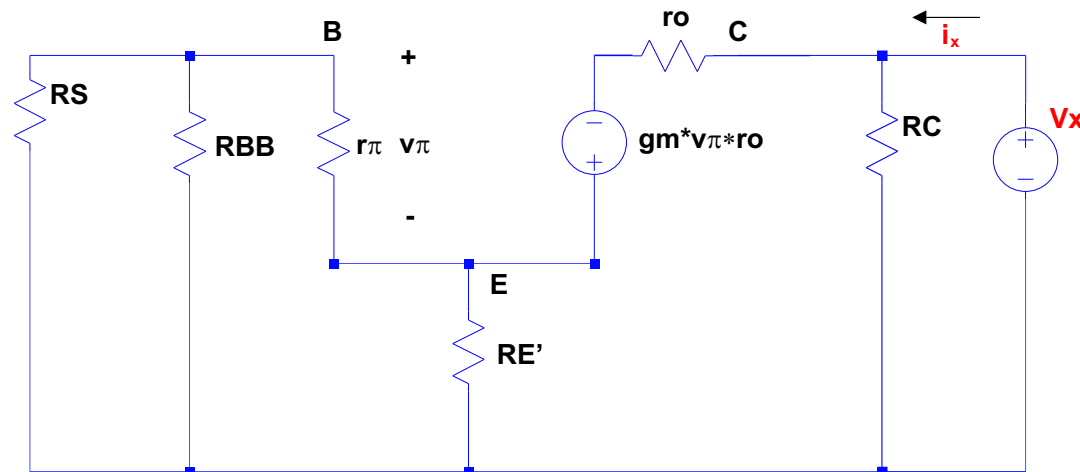 ro
B
+
C
ix
RS
RBB
rπ
vπ
−
+
gm*vπ*ro
RC
+
−
Vx
-
E
RE’